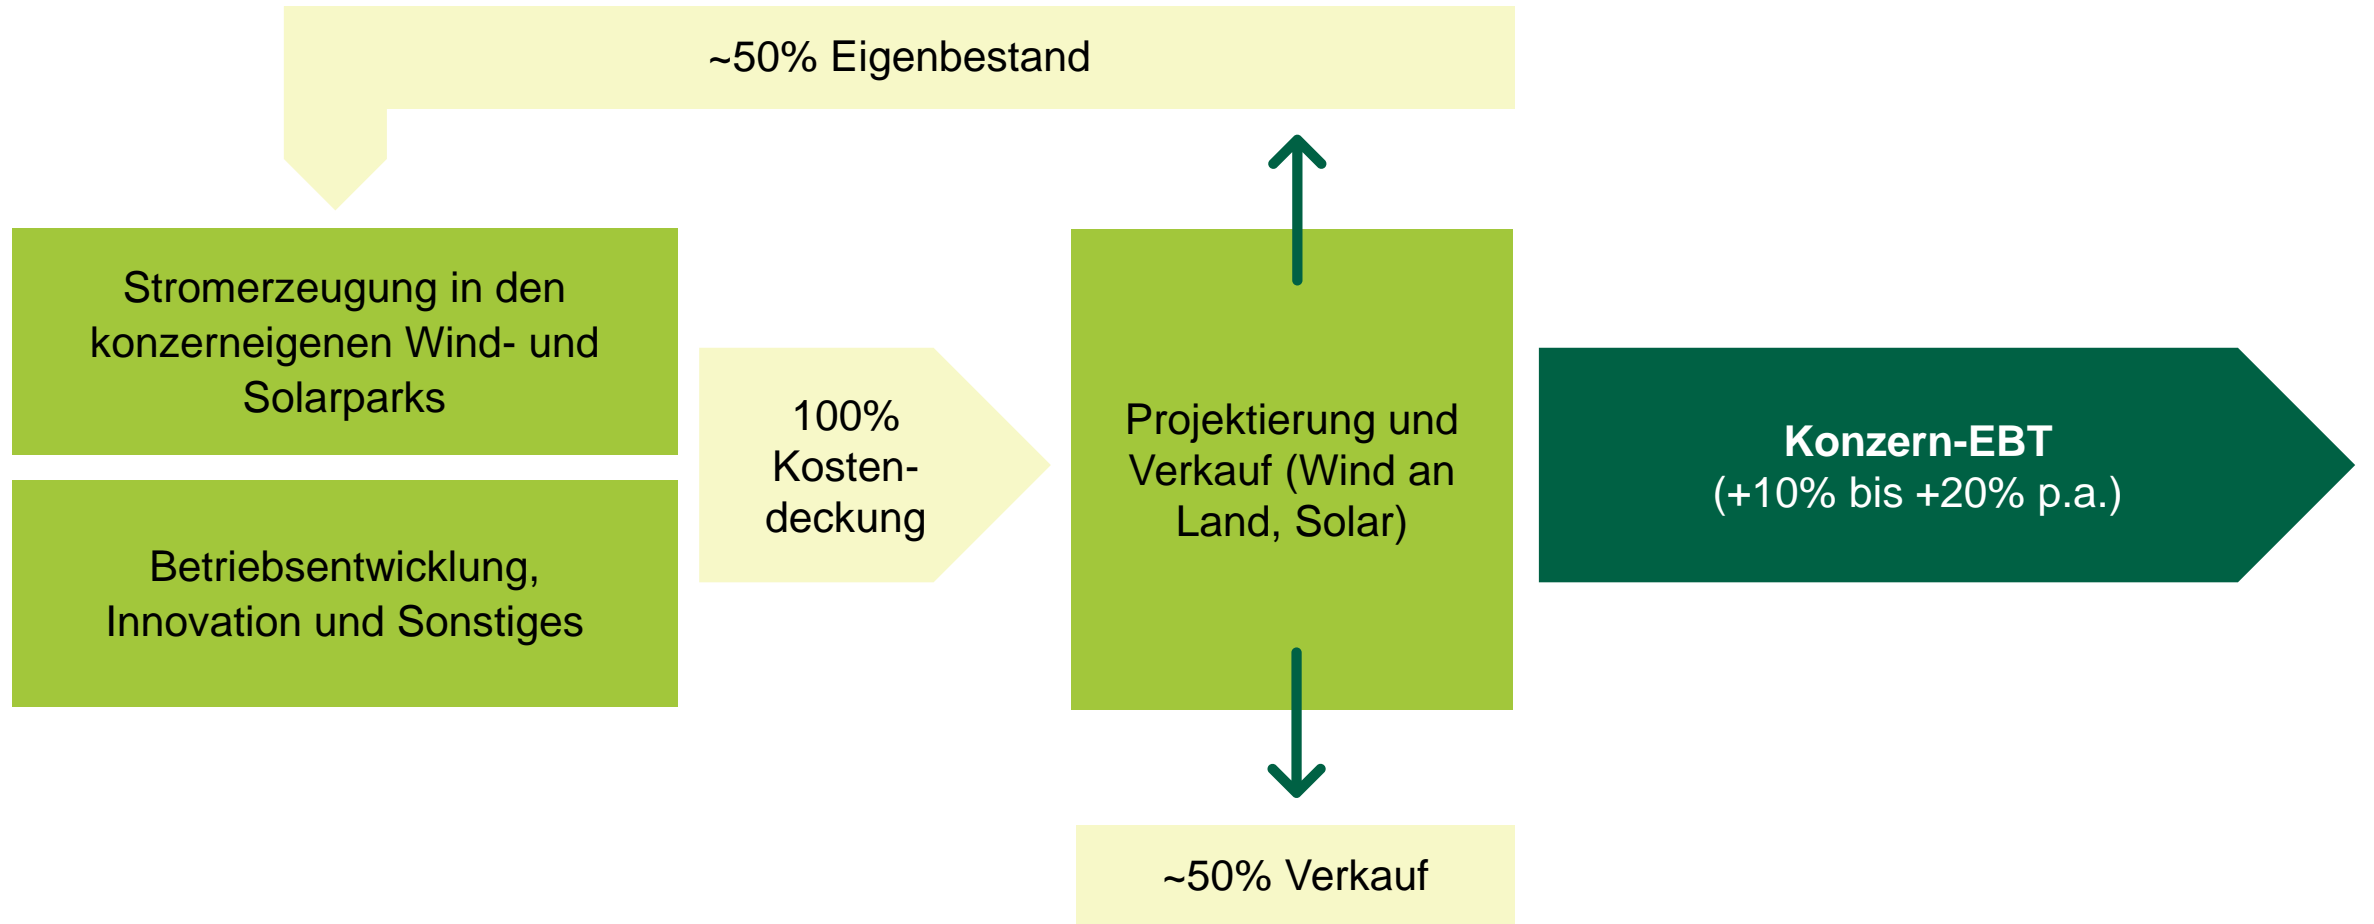 ~50% Eigenbestand
Stromerzeugung in den
konzerneigenen Wind- und
Solarparks
Betriebsentwicklung,
Innovation und Sonstiges
100%
Kosten-
deckung
Projektierung und
Verkauf (Wind an
Land, Solar)
Konzern-EBT
(+10% bis +20% p.a.)
~50% Verkauf